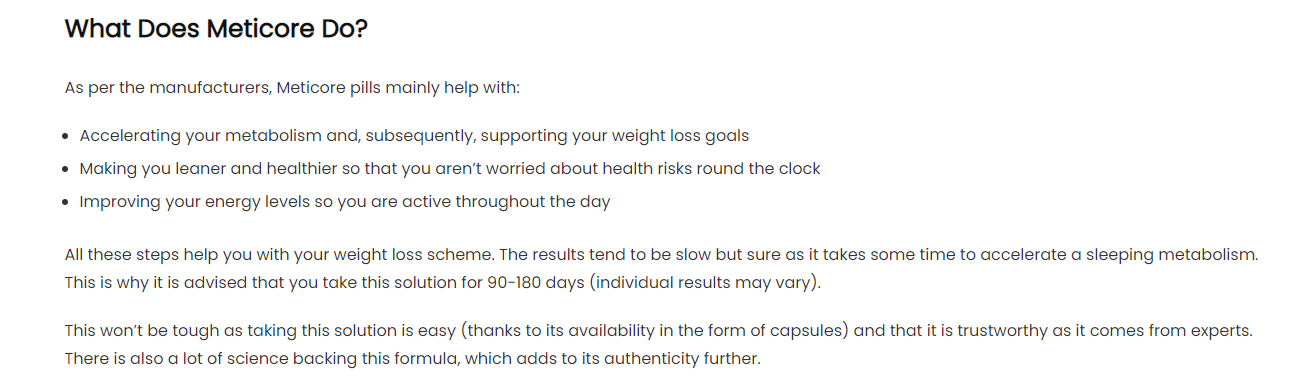 What Does Meticore Do?
As per the manufacturers, Meticore pills mainly help with:
• Accelerating your metabolism and, subsequently, supporting your weight loss goals
• Making you leaner and healthier so that you aren’t worried about health risks round the clock
• Improving your energy levels so you are active throughout the day
All these steps help you with your weight loss scheme. The results tend to be slow but sure as it takes some time to accelerate a sleeping metabolism.
This is why it is advised that you take this solution for 90-180 days (individual results may vary).
This won’t be tough as taking this solution is easy (thanks to its availability in the form of capsules) and that it is trustworthy as it comes from experts.
There is also a lot of science backing this formula, which adds to its authenticity further.